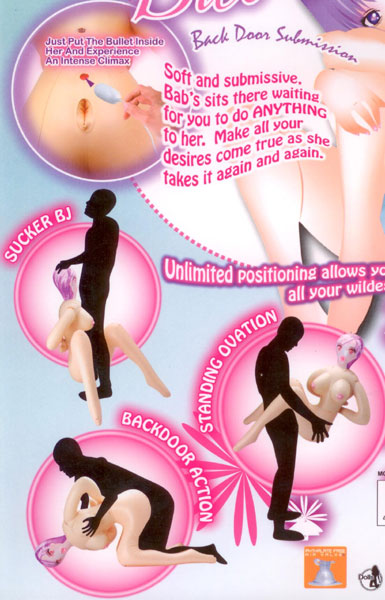 Back Door Submission
Just Put The Bullet Inside
Her And Experience
An Intense Climax
Soft and submissive,
Bab's sits there waiting
for you to do ANYTHING
to her. Make all your
desires come true as she
takes it again and again.
SUCKER BJ
Unlimited positioning allows
all your
STANDING OVATION
BACKDOOR ACTION
PHTHALATE FREE